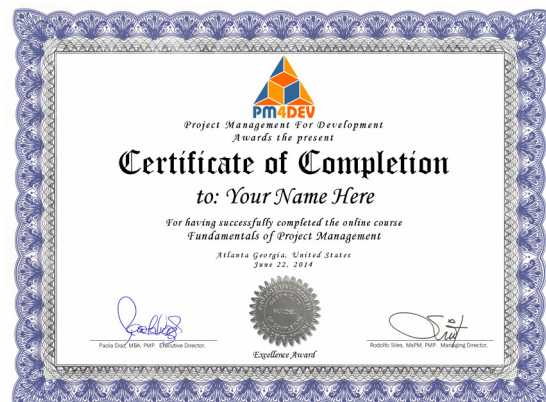 PM4DEV
Project Management For Development
Awards the present
Certificate of Completion
to: Your Name Here
For having successfully completed the online course
Fundamentals of Project Management
Atlanta Georgia, United States
June 22, 2014
Paola Diaz, MBA, PMP Executive Director,
Rodolfo Siles, MsPM, PMP Managing Director,
Excellence Award